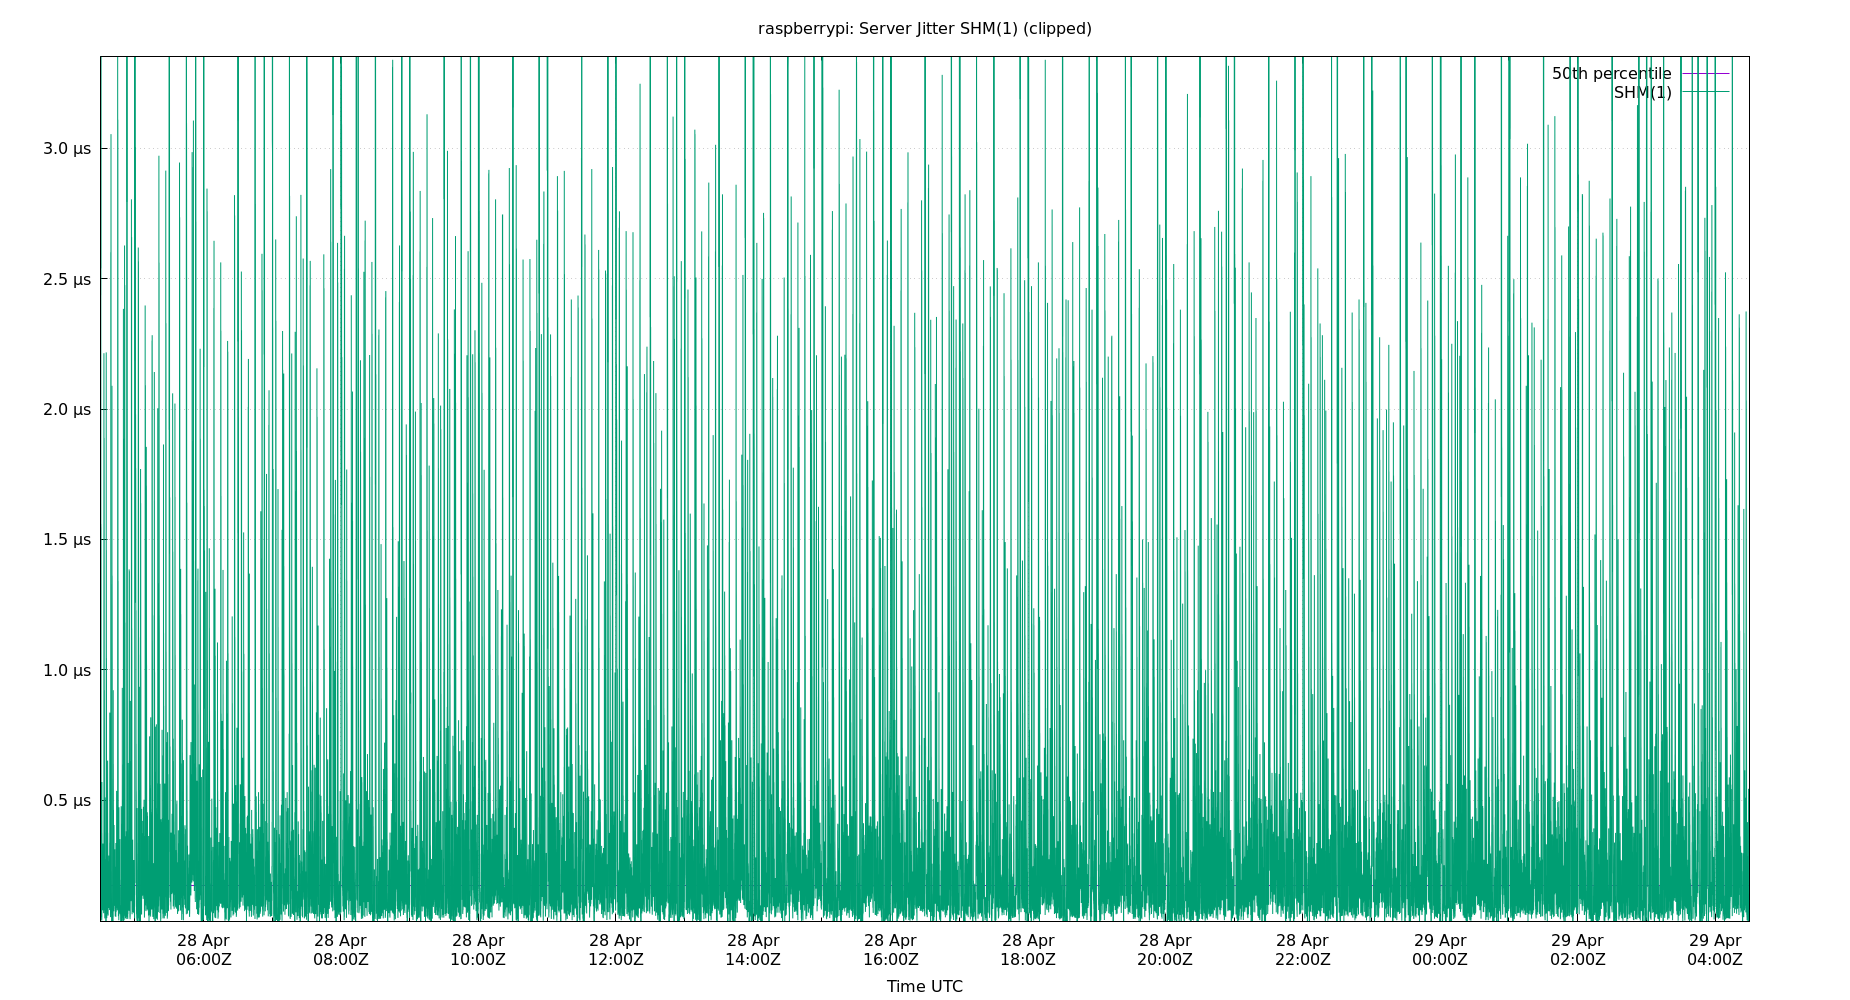 raspberrypi: Server Jitter SHM(1) (clipped)
50th percentile
SHM(1)
3.0 µs
2.5 µs
2.0 µs
1.5 µs
1.0 µs
0.5 µs
28 Apr 28 Apr 28 Apr 28 Apr 28 Apr 28 Apr 28 Apr 28 Apr 28 Apr 29 Apr 29 Apr 29 Apr
06:00Z 08:00Z 10:00Z 12:00Z 14:00Z 16:00Z 18:00Z 20:00Z 22:00Z 00:00Z 02:00Z 04:00Z
Time UTC